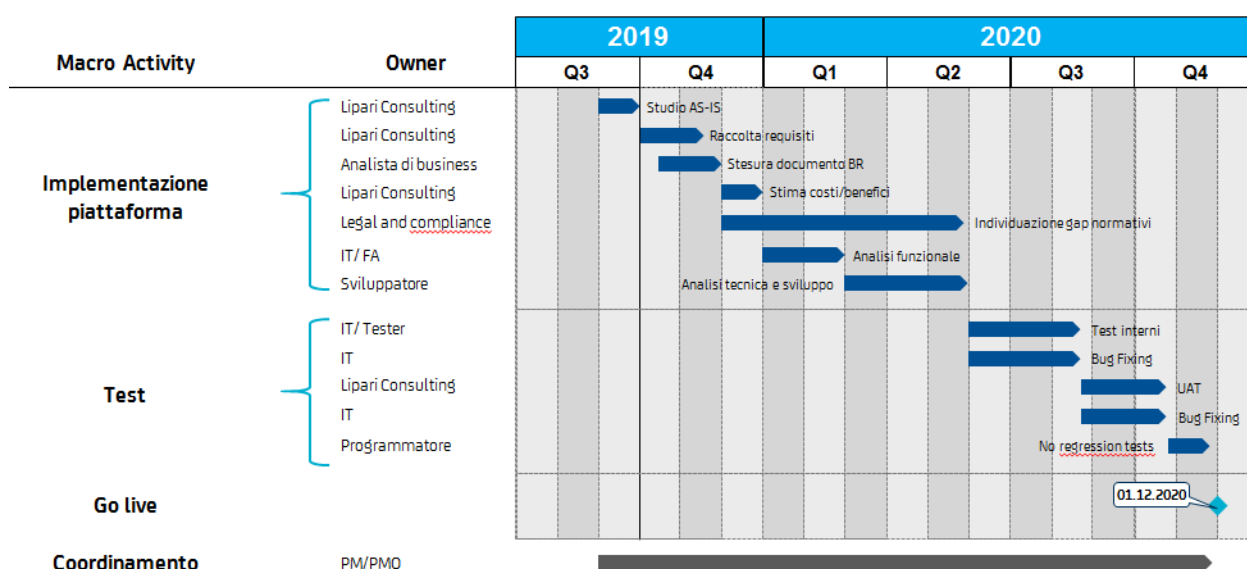 2019
2020
Macro Activity
Owner
Q3
Q4
Q1
Q2
Q3
Q4
Implementazione
piattaforma
Lipari Consulting
Studio AS-IS
Lipari Consulting
Raccolta requisiti
Analista di business
Stesura documento BR
Lipari Consulting
Stima costi/benefici
Legal and compliance
Individuazione gap normativi
IT/ FA
Analisi funzionale
Sviluppatore
Analisi tecnica e sviluppo
Test
IT/ Tester
Test interni
IT
Bug Fixing
Lipari Consulting
UAT
IT
Bug Fixing
Programmatore
No regression tests
Go live
01.12.2020
Coordinamento
PM/PMO